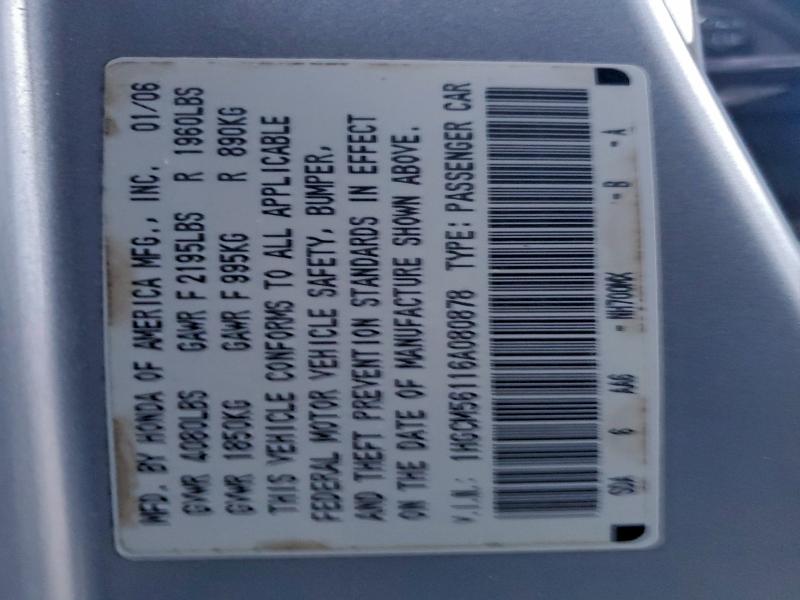 MFD. BY HONDA OF AMERICA MFG., INC. 01/06
GVWR 4080LBS GAWR F 2195LBS R 1960LBS
GVWR 1850KG GAWR F 995KG R 890KG
THIS VEHICLE CONFORMS TO ALL APPLICABLE
FEDERAL MOTOR VEHICLE SAFETY, BUMPER,
AND THEFT PREVENTION STANDARDS IN EFFECT
ON THE DATE OF MANUFACTURE SHOWN ABOVE.
V.I.N.: 1HGCM56116A080878 TYPE: PASSENGER CAR
SDA 6 AA6 *NH700MX *B *A